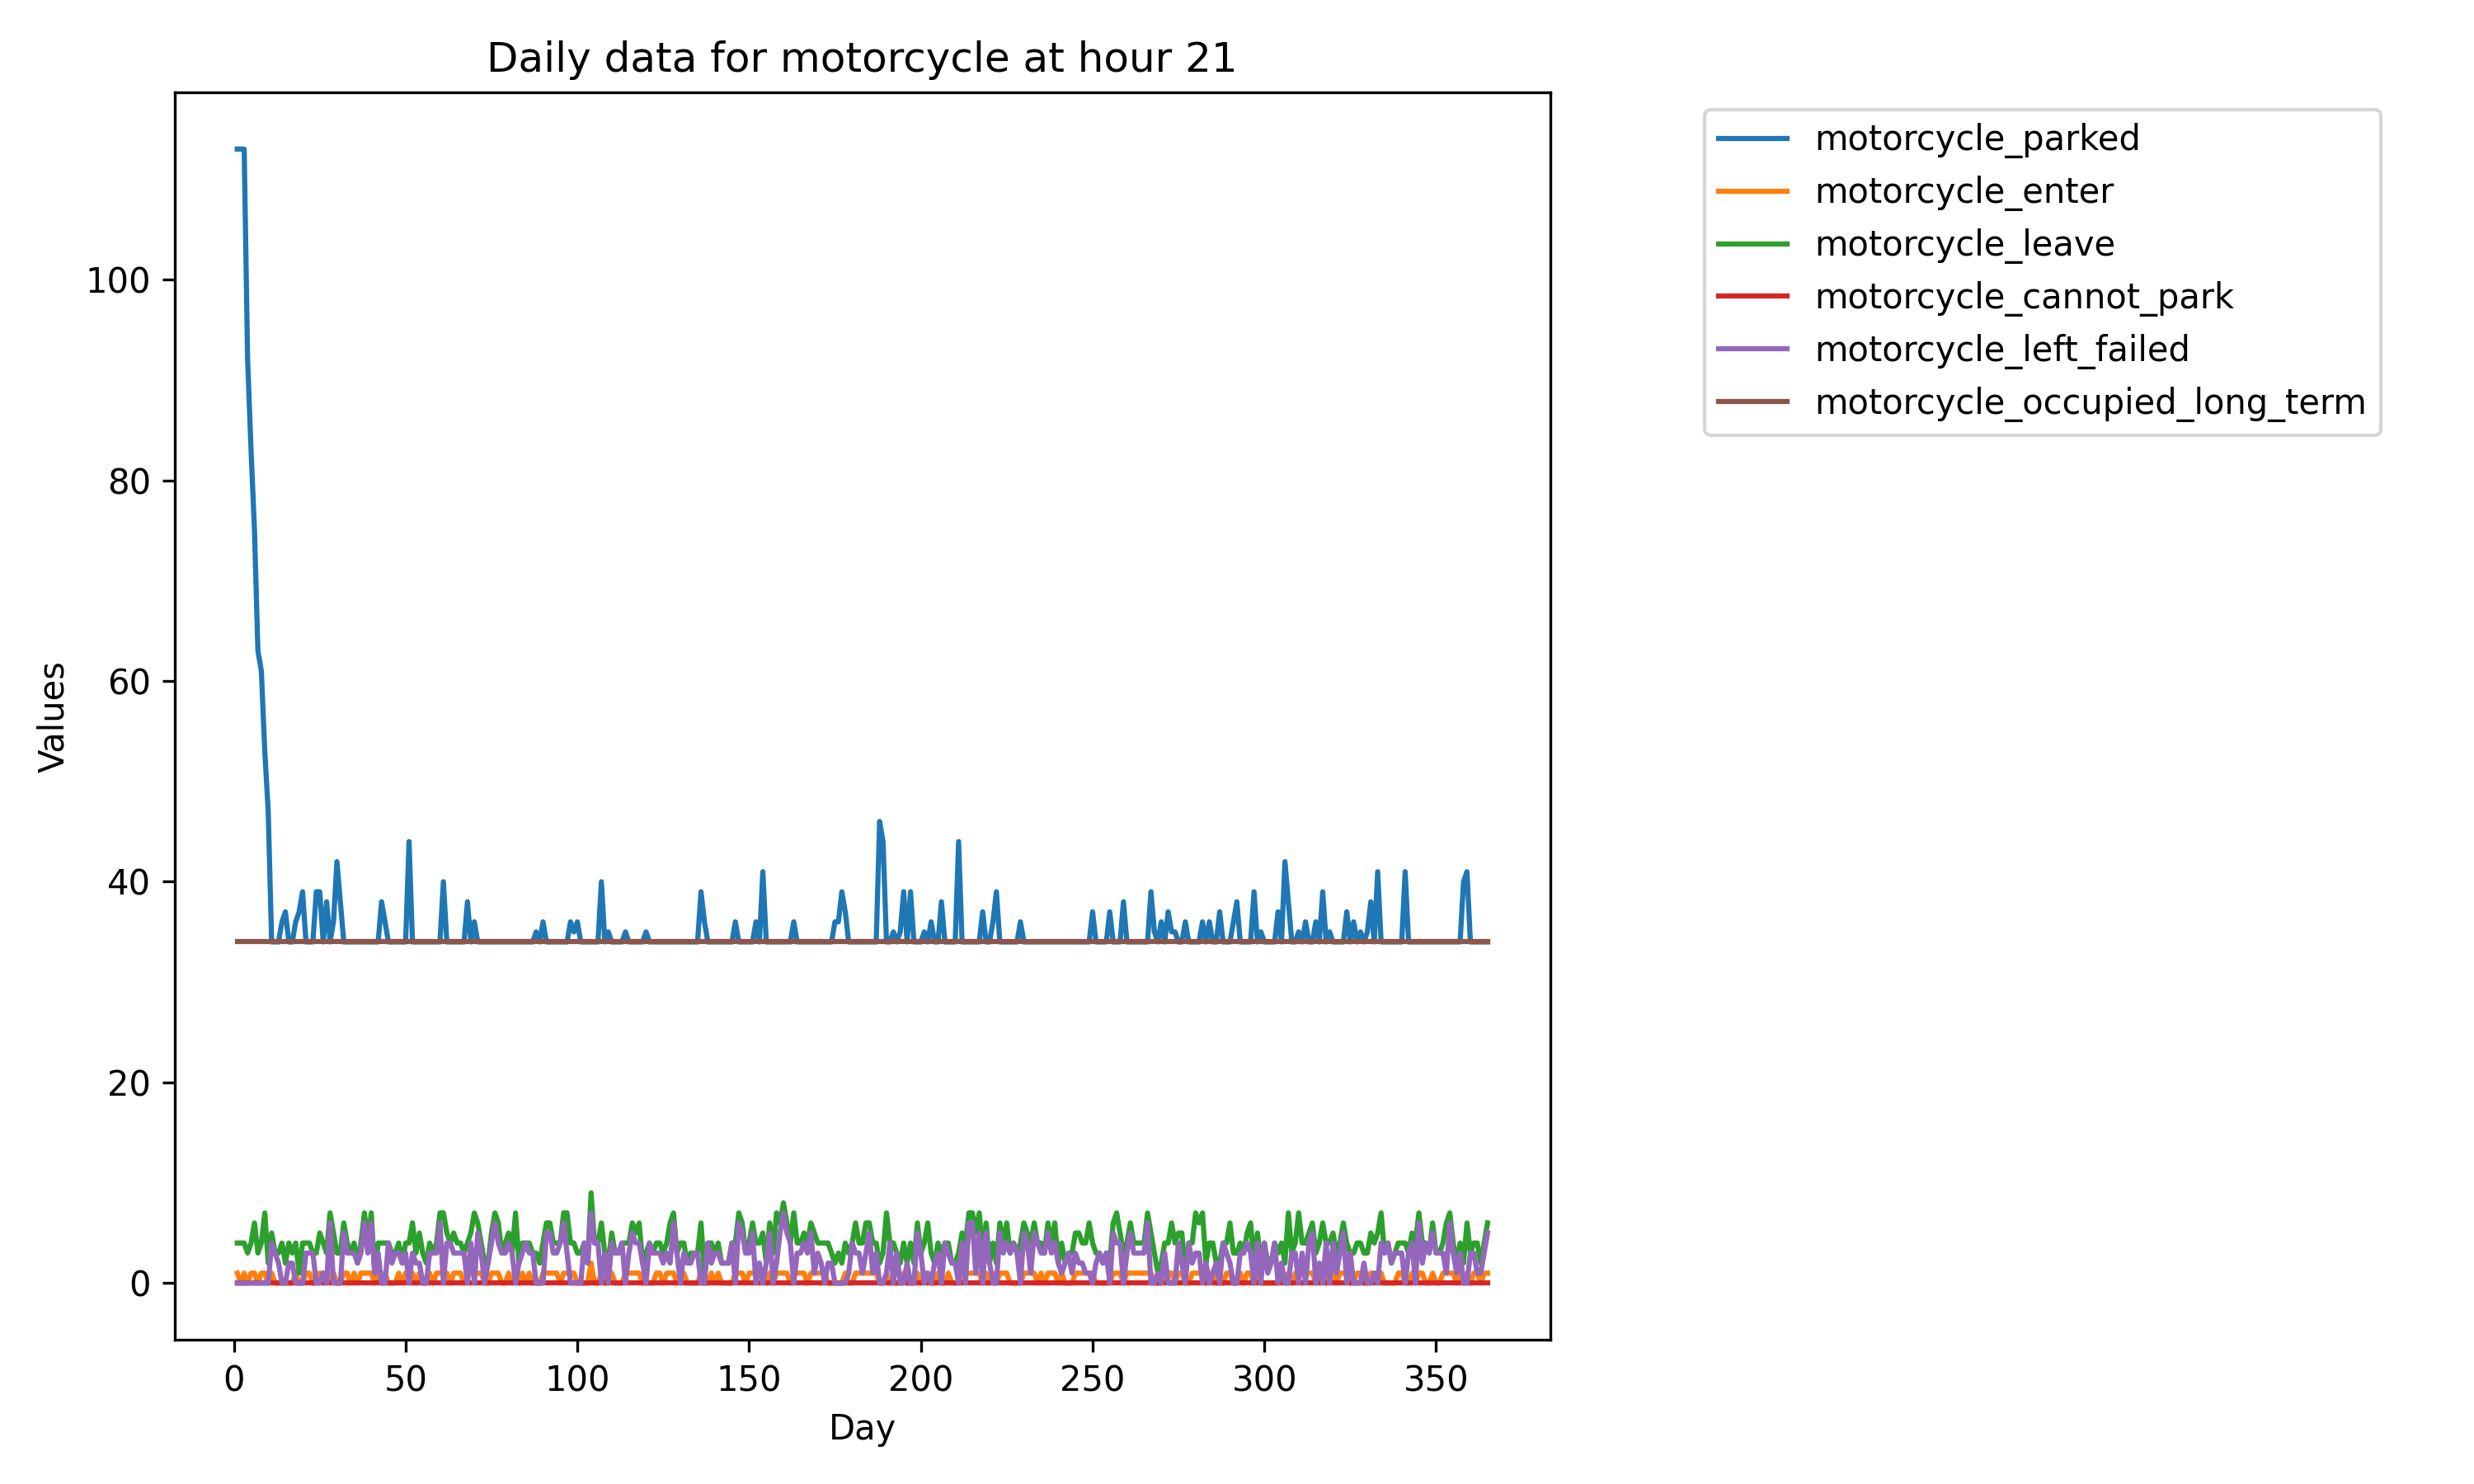 Daily data for motorcycle at hour 21
motorcycle_parked
motorcycle_enter
motorcycle_leave
motorcycle_cannot_park
motorcycle_left_failed
motorcycle_occupied_long_term
100
80
60
40
20
0
Values
0 50 100 150 200 250 300 350
Day